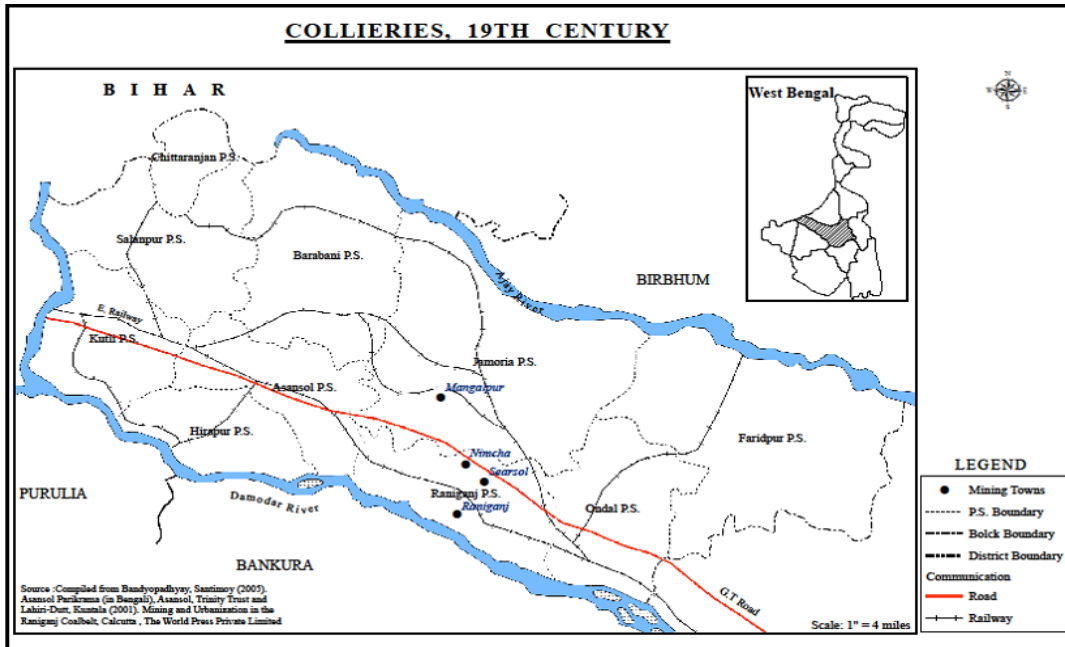 COLLIERIES, 19TH CENTURY
B I H A R
West Bengal
N
W E
S
Chittaranjan P.S.
Salanpur P.S.
Barabani P.S.
Ajay River
BIRBHUM
E. Railway
Kulti P.S.
Jamoria P.S.
Asansol P.S.
Mangalpur
Hirapur P.S.
Faridpur P.S.
Nimcha
Searsol
Raniganj P.S.
Raniganj
Ondal P.S.
PURULIA
Damodar River
BANKURA
G.T Road
Source :Compiled from Bandyopadhyay, Santimoy (2005).
Asansol Parikrama (in Bengali), Asansol, Trinity Trust and
Lahiri-Dutt, Kuntala (2001). Mining and Urbanisation in the
Raniganj Coalbelt, Calcutta , The World Press Private Limited
Scale: 1" = 4 miles
LEGEND
Mining Towns
P.S. Boundary
Bolck Boundary
District Boundary
Communication
Road
Railway